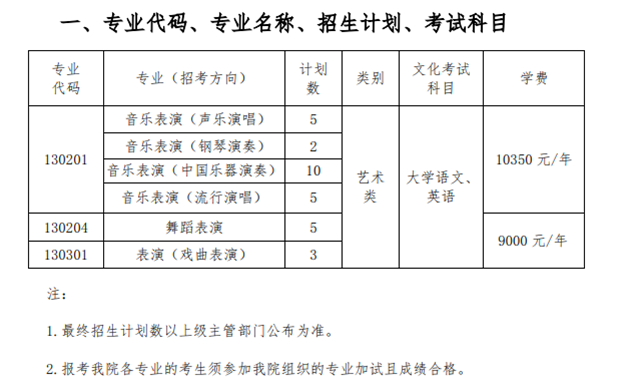 一、专业代码、专业名称、招生计划、考试科目
专业代码 专业（招考方向） 计划数 类别 文化考试科目 学费
130201 音乐表演（声乐演唱） 5 艺术类 大学语文、英语 10350 元/年
音乐表演（钢琴演奏） 2
音乐表演（中国乐器演奏） 10
音乐表演（流行演唱） 5
130204 舞蹈表演 5 9000 元/年
130301 表演（戏曲表演） 3
注：
1.最终招生计划数以上级主管部门公布为准。
2.报考我院各专业的考生须参加我院组织的专业加试且成绩合格。